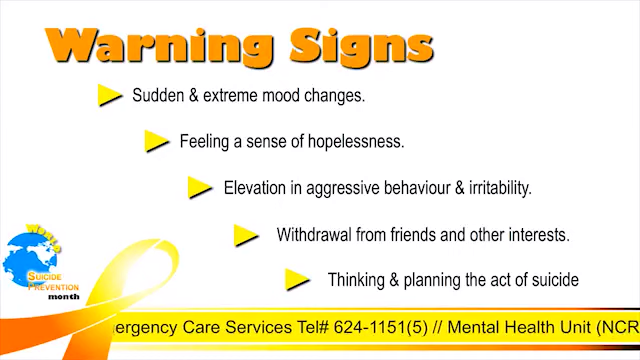 Warning Signs
Sudden & extreme mood changes.
Feeling a sense of hopelessness.
Elevation in aggressive behaviour & irritability.
Withdrawal from friends and other interests.
Thinking & planning the act of suicide
World
Suicide
Prevention
month
mergency Care Services Tel# 624-1151(5) // Mental Health Unit (NCR